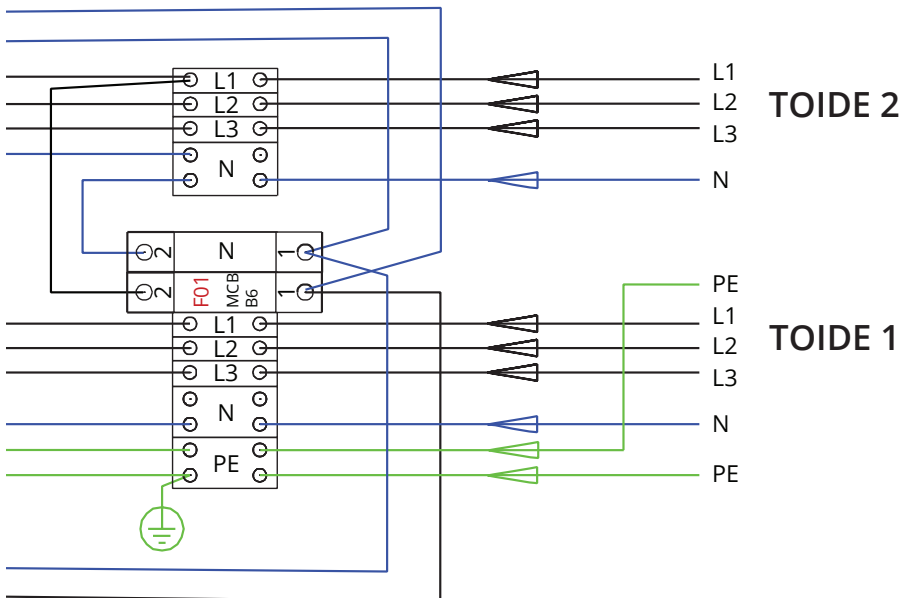 L1 L1
L2 L2 TOIDE 2
L3 L3
N N
2 N 1
2 F01 MCB B6 1
PE
L1 L1
L2 L2 TOIDE 1
L3 L3
N N
PE PE